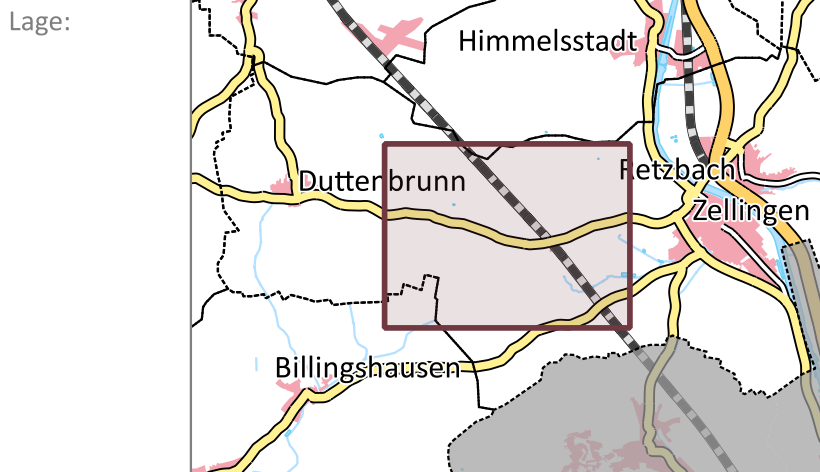 Lage:
Himmelsstadt
Retzbach
Duttenbrunn
Zellingen
Billingshausen